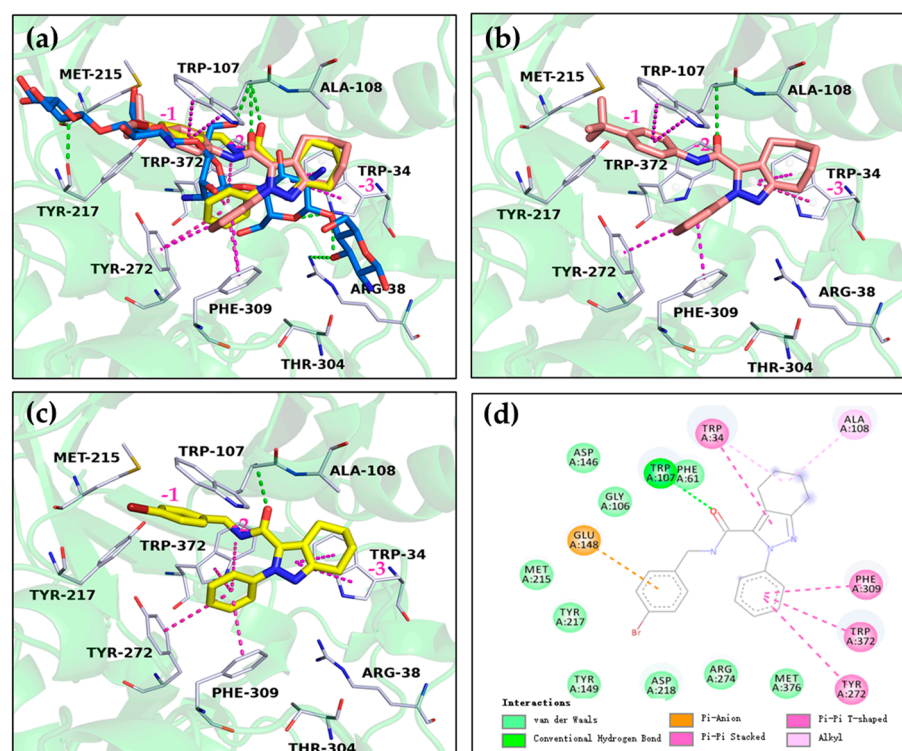 (a)
MET-215
TRP-107
ALA-108
-1
-2
TRP-372
TRP-34
-3
TYR-217
TYR-272
ARG-38
PHE-309
THR-304
(b)
MET-215
TRP-107
ALA-108
-1
-2
TRP-372
TRP-34
-3
TYR-217
TYR-272
ARG-38
PHE-309
THR-304
(c)
MET-215
TRP-107
ALA-108
-1
-2
TRP-372
TRP-34
-3
TYR-217
TYR-272
ARG-38
PHE-309
THR-304
(d)
TRP
A:34
ALA
A:108
ASP
A:146
TRP
A:107
PHE
A:61
GLY
A:106
O
N
GLU
A:148
NH
N
MET
A:215
PHE
A:309
TYR
A:217
Br
TRP
A:372
TYR
A:149
ASP
A:218
ARG
A:274
MET
A:376
TYR
A:272
Interactions
van der Waals
Conventional Hydrogen Bond
Pi-Anion
Pi-Pi Stacked
Pi-Pi T-shaped
Alkyl